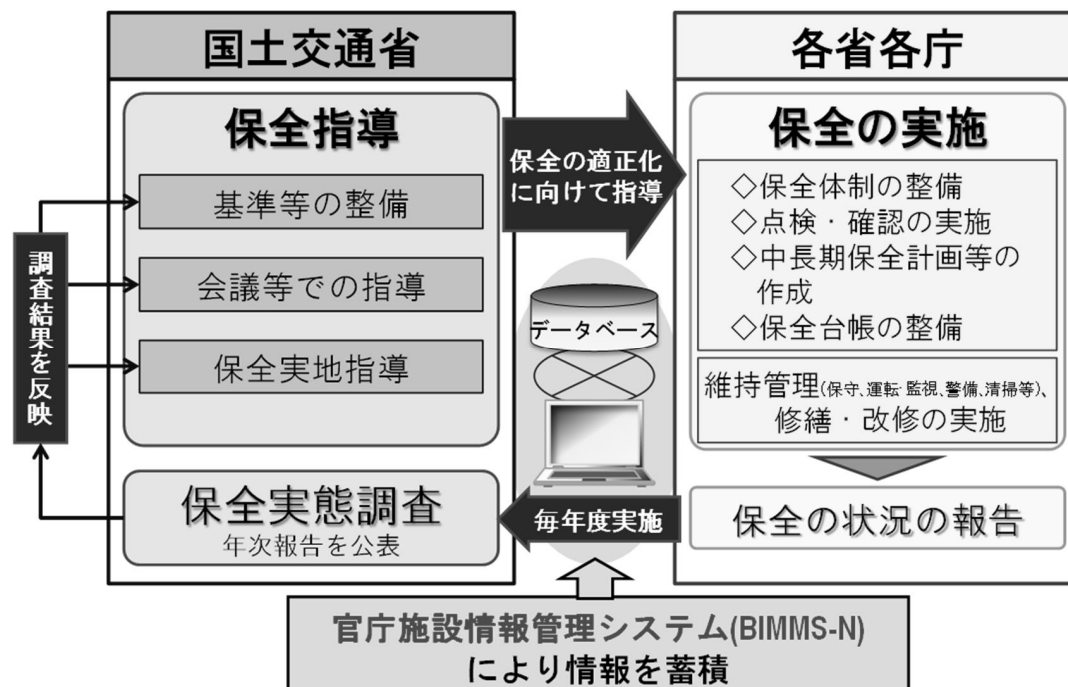 国土交通省
保全指導
基準等の整備
会議等での指導
保全実地指導
保全実態調査
年次報告を公表
調査結果を反映
保全の適正化
に向けて指導
データベース
毎年度実施
各省各庁
保全の実施
◇保全体制の整備
◇点検・確認の実施
◇中長期保全計画等の
作成
◇保全台帳の整備
維持管理(保守、運転・監視、警備、清掃等)、
修繕・改修の実施
保全の状況の報告
官庁施設情報管理システム(BIMMS-N)
により情報を蓄積